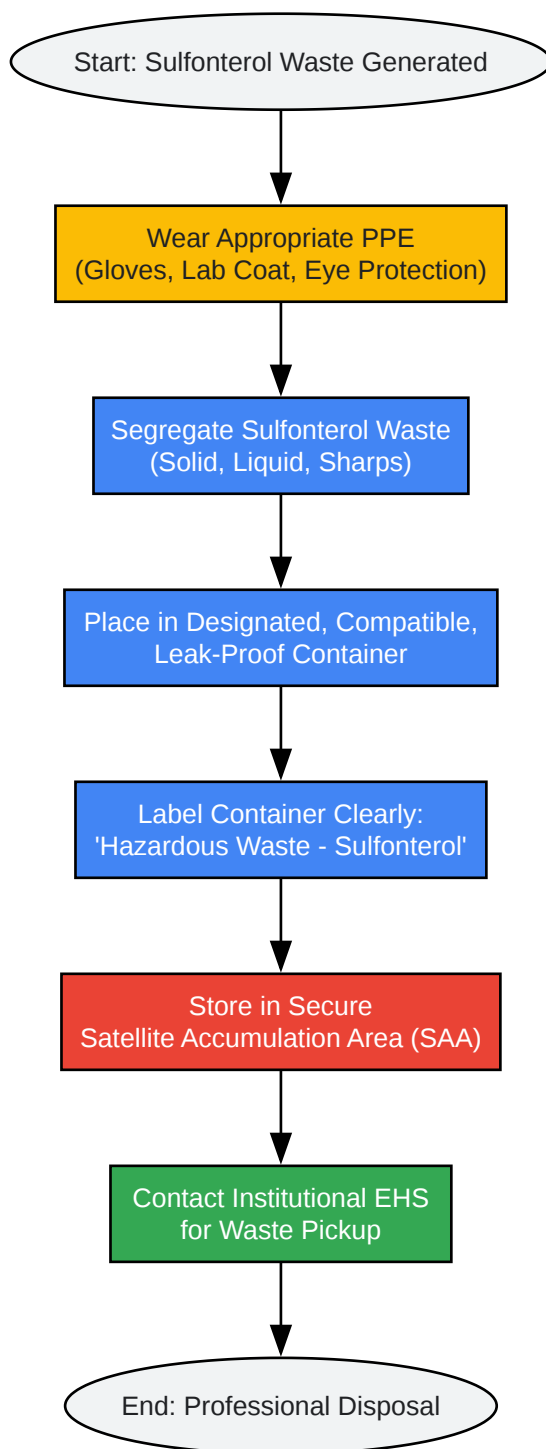 Start: Sulfonterol Waste Generated
Wear Appropriate PPE
(Gloves, Lab Coat, Eye Protection)
Segregate Sulfonterol Waste
(Solid, Liquid, Sharps)
Place in Designated, Compatible,
Leak-Proof Container
Label Container Clearly:
'Hazardous Waste - Sulfonterol'
Store in Secure
Satellite Accumulation Area (SAA)
Contact Institutional EHS
for Waste Pickup
End: Professional Disposal